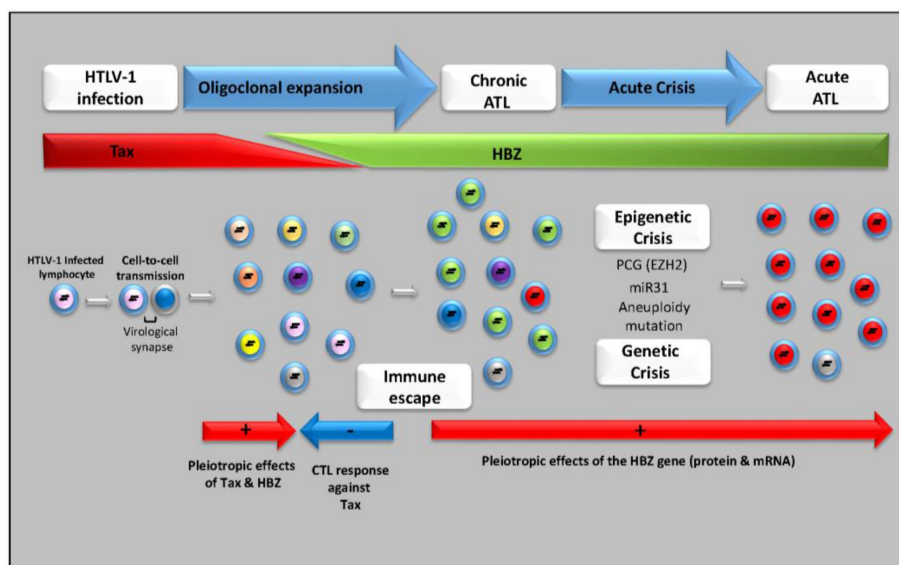 HTLV-1
infection
Oligoclonal expansion
Chronic
ATL
Acute Crisis
Acute
ATL
Tax
HBZ
HTLV-1 Infected
lymphocyte
Cell-to-cell
transmission
Virological
synapse
Epigenetic
Crisis
PCG (EZH2)
miR31
Aneuploidy
mutation
Genetic
Crisis
Immune
escape
+
-
+
Pleiotropic effects
of Tax & HBZ
CTL response
against
Tax
Pleiotropic effects of the HBZ gene (protein & mRNA)